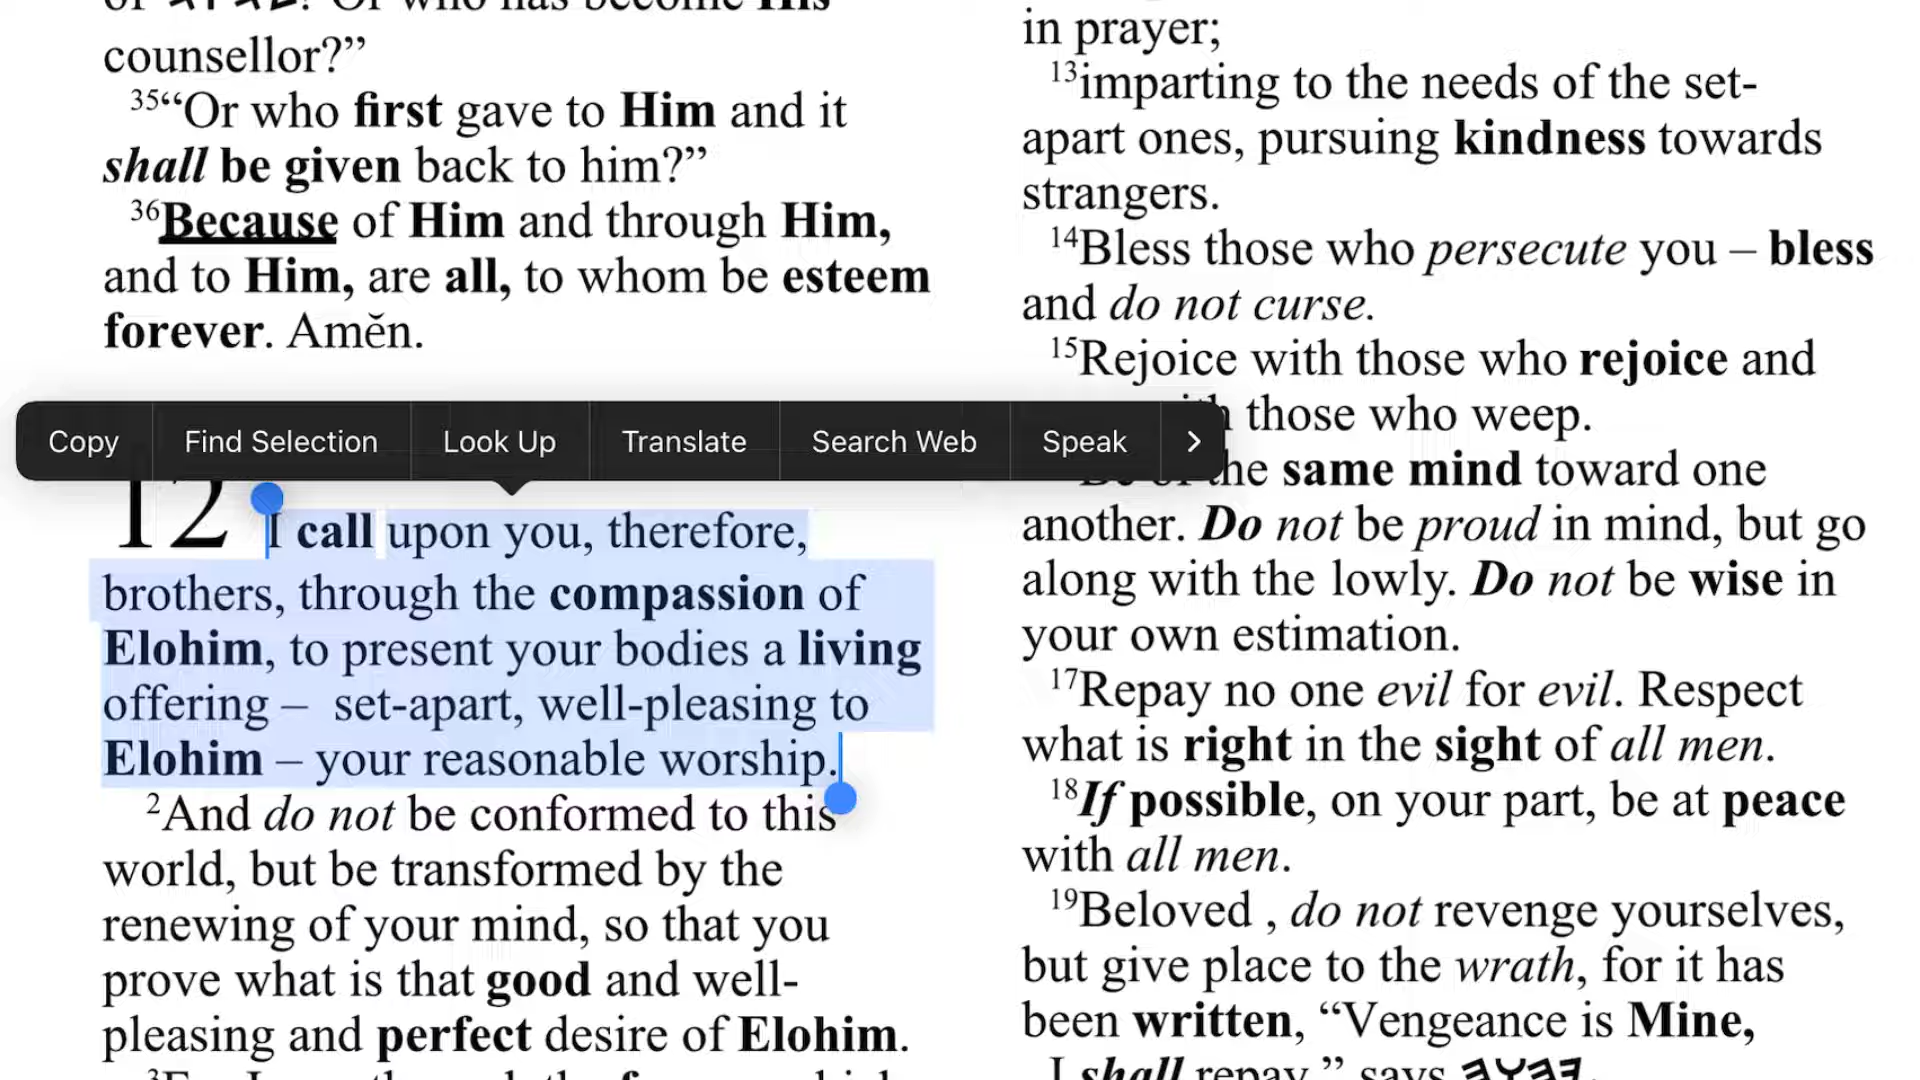 counsellor?”
35“Or who first gave to Him and it
shall be given back to him?”
36Because of Him and through Him,
and to Him, are all, to whom be esteem
forever. Amĕn.
Copy Find Selection Look Up Translate Search Web Speak
12 I call upon you, therefore,
brothers, through the compassion of
Elohim, to present your bodies a living
offering – set-apart, well-pleasing to
Elohim – your reasonable worship.
2And do not be conformed to this
world, but be transformed by the
renewing of your mind, so that you
prove what is that good and well-
pleasing and perfect desire of Elohim.
in prayer;
13imparting to the needs of the set-
apart ones, pursuing kindness towards
strangers.
14Bless those who persecute you – bless
and do not curse.
15Rejoice with those who rejoice and
those who weep.
the same mind toward one
another. Do not be proud in mind, but go
along with the lowly. Do not be wise in
your own estimation.
17Repay no one evil for evil. Respect
what is right in the sight of all men.
18If possible, on your part, be at peace
with all men.
19Beloved , do not revenge yourselves,
but give place to the wrath, for it has
been written, “Vengeance is Mine,
I shall repay,” says 𐤉𐤄𐤅𐤄.